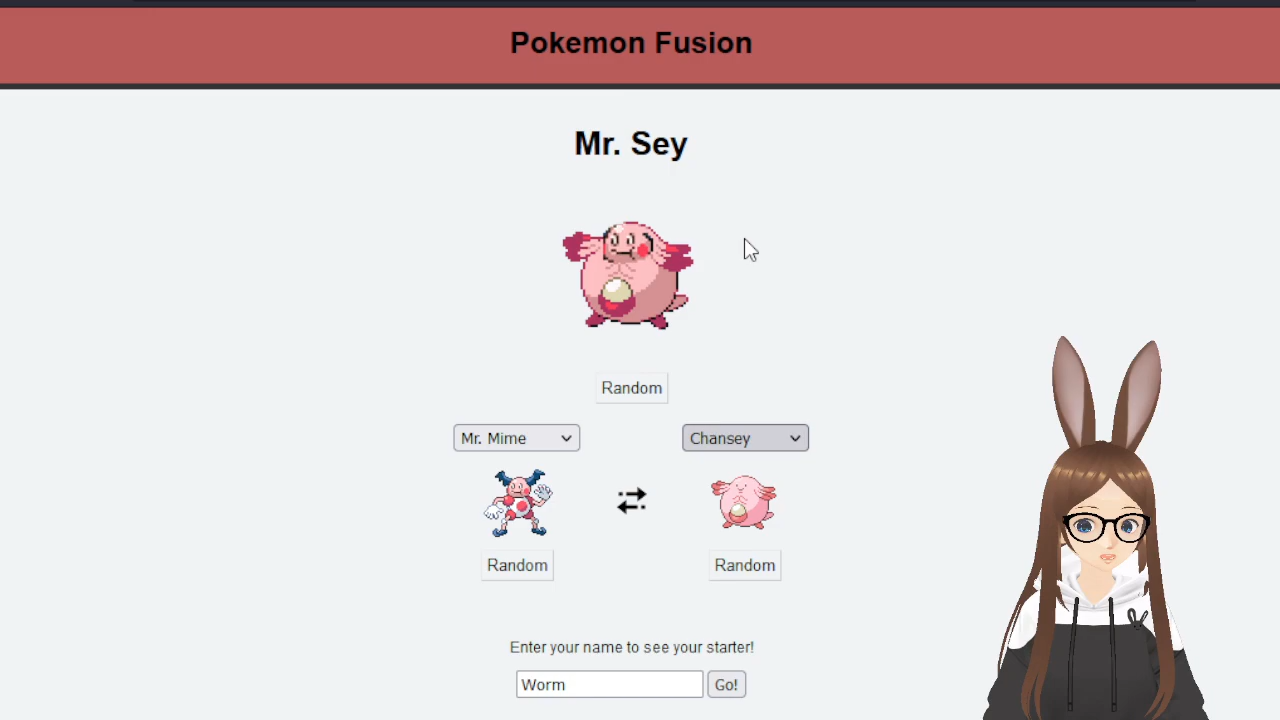 Pokemon Fusion
Mr. Sey
Random
Mr. Mime
Chansey
Random
Random
Enter your name to see your starter!
Worm
Go!